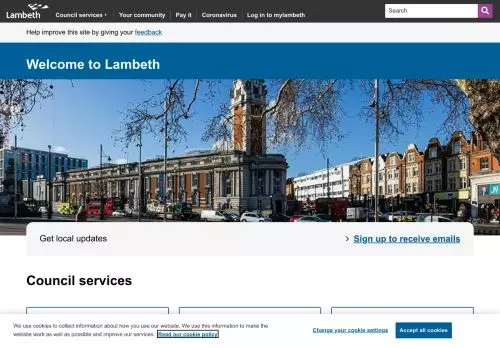 Lambeth
Council services
Your community
Pay it
Coronavirus
Log in to mylambeth
Search
Help improve this site by giving your feedback
Welcome to Lambeth
Get local updates
Sign up to receive emails
Council services
We use cookies to collect information about how you use our website. We use this information to make the
website work as well as possible and improve our services. Read our cookie policy
Change your cookie settings
Accept all cookies